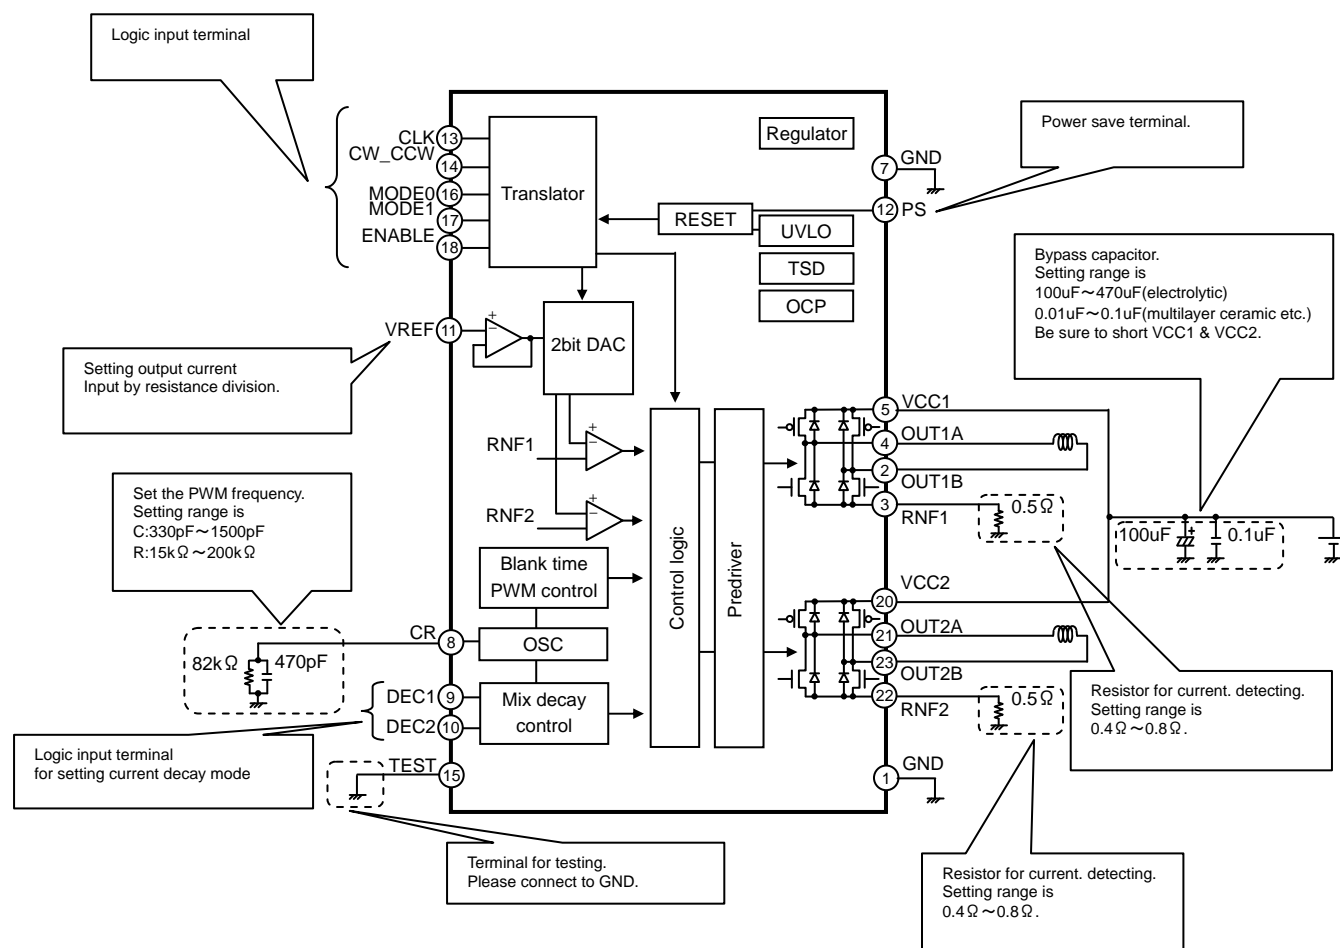 Logic input terminal
CLK
13
CW_CCW
14
MODE0
16
MODE1
17
ENABLE
18
Translator
Regulator
7
GND
12
PS
Power save terminal.
RESET
UVLO
TSD
OCP
Bypass capacitor.
Setting range is
100uF～470uF(electrolytic)
0.01uF～0.1uF(multilayer ceramic etc.)
Be sure to short VCC1 & VCC2.
VREF
11
+
−
2bit DAC
Setting output current
Input by resistance division.
RNF1
+
−
RNF2
+
−
Set the PWM frequency.
Setting range is
C:330pF～1500pF
R:15kΩ～200kΩ
Blank time
PWM control
OSC
Mix decay
control
Control logic
Predriver
5
VCC1
4
OUT1A
2
OUT1B
3
RNF1
0.5Ω
100uF
+
0.1uF
20
VCC2
21
OUT2A
23
OUT2B
22
RNF2
0.5Ω
1
GND
CR
8
82kΩ
470pF
DEC1
9
DEC2
10
TEST
15
Logic input terminal
for setting current decay mode
Resistor for current. detecting.
Setting range is
0.4Ω～0.8Ω.
Terminal for testing.
Please connect to GND.
Resistor for current. detecting.
Setting range is
0.4Ω～0.8Ω.